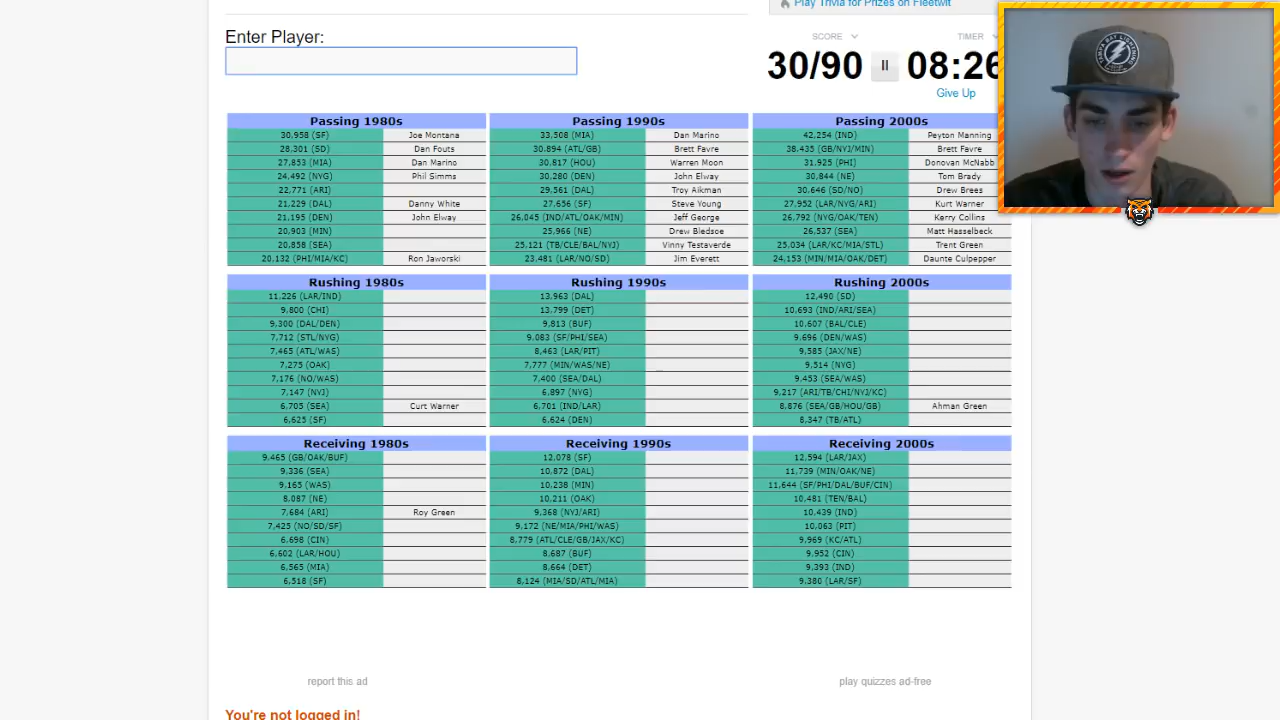 Play Trivia for Prizes on Fleetwit
Enter Player:
SCORE
TIMER
30/90
08:26
Give Up
TAMPA BAY LIGHTNING
Passing 1980s
30,958 (SF) Joe Montana
28,301 (SD) Dan Fouts
27,853 (MIA) Dan Marino
24,492 (NYG) Phil Simms
22,771 (ARI)
21,229 (DAL) Danny White
21,195 (DEN) John Elway
20,903 (MIN)
20,858 (SEA)
20,132 (PHI/MIA/KC) Ron Jaworski
Passing 1990s
33,508 (MIA) Dan Marino
30,894 (ATL/GB) Brett Favre
30,817 (HOU) Warren Moon
30,280 (DEN) John Elway
29,561 (DAL) Troy Aikman
27,656 (SF) Steve Young
26,045 (IND/ATL/OAK/MIN) Jeff George
25,966 (NE) Drew Bledsoe
25,121 (TB/CLE/BAL/NYJ) Vinny Testaverde
23,481 (LAR/NO/SD) Jim Everett
Passing 2000s
42,254 (IND) Peyton Manning
38,435 (GB/NYJ/MIN) Brett Favre
31,925 (PHI) Donovan McNabb
30,844 (NE) Tom Brady
30,646 (SD/NO) Drew Brees
27,952 (LAR/NYG/ARI) Kurt Warner
26,792 (NYG/OAK/TEN) Kerry Collins
26,537 (SEA) Matt Hasselbeck
25,034 (LAR/KC/MIA/STL) Trent Green
24,153 (MIN/MIA/OAK/DET) Daunte Culpepper
Rushing 1980s
11,226 (LAR/IND)
9,800 (CHI)
9,300 (DAL/DEN)
7,712 (STL/NYG)
7,465 (ATL/WAS)
7,275 (OAK)
7,176 (NO/WAS)
7,147 (NYJ)
6,705 (SEA) Curt Warner
6,625 (SF)
Rushing 1990s
13,963 (DAL)
13,799 (DET)
9,813 (BUF)
9,083 (SF/PHI/SEA)
8,463 (LAR/PIT)
7,777 (MIN/WAS/NE)
7,400 (SEA/DAL)
6,897 (NYG)
6,701 (IND/LAR)
6,624 (DEN)
Rushing 2000s
12,490 (SD)
10,693 (IND/ARI/SEA)
10,607 (BAL/CLE)
9,696 (DEN/WAS)
9,585 (JAX/NE)
9,514 (NYG)
9,453 (SEA/WAS)
9,217 (ARI/TB/CHI/NYJ/KC)
8,876 (SEA/GB/HOU/GB) Ahman Green
8,347 (TB/ATL)
Receiving 1980s
9,465 (GB/OAK/BUF)
9,336 (SEA)
9,165 (WAS)
8,087 (NE)
7,684 (ARI) Roy Green
7,425 (NO/SD/SF)
6,698 (CIN)
6,602 (LAR/HOU)
6,565 (MIA)
6,518 (SF)
Receiving 1990s
12,078 (SF)
10,872 (DAL)
10,238 (MIN)
10,211 (OAK)
9,368 (NYJ/ARI)
9,172 (NE/MIA/PHI/WAS)
8,779 (ATL/CLE/GB/JAX/KC)
8,687 (BUF)
8,664 (DET)
8,124 (MIA/SD/ATL/MIA)
Receiving 2000s
12,594 (LAR/JAX)
11,739 (MIN/OAK/NE)
11,644 (SF/PHI/DAL/BUF/CIN)
10,481 (TEN/BAL)
10,439 (IND)
10,063 (PIT)
9,969 (KC/ATL)
9,952 (CIN)
9,393 (IND)
9,380 (LAR/SF)
report this ad
play quizzes ad-free
You're not logged in!